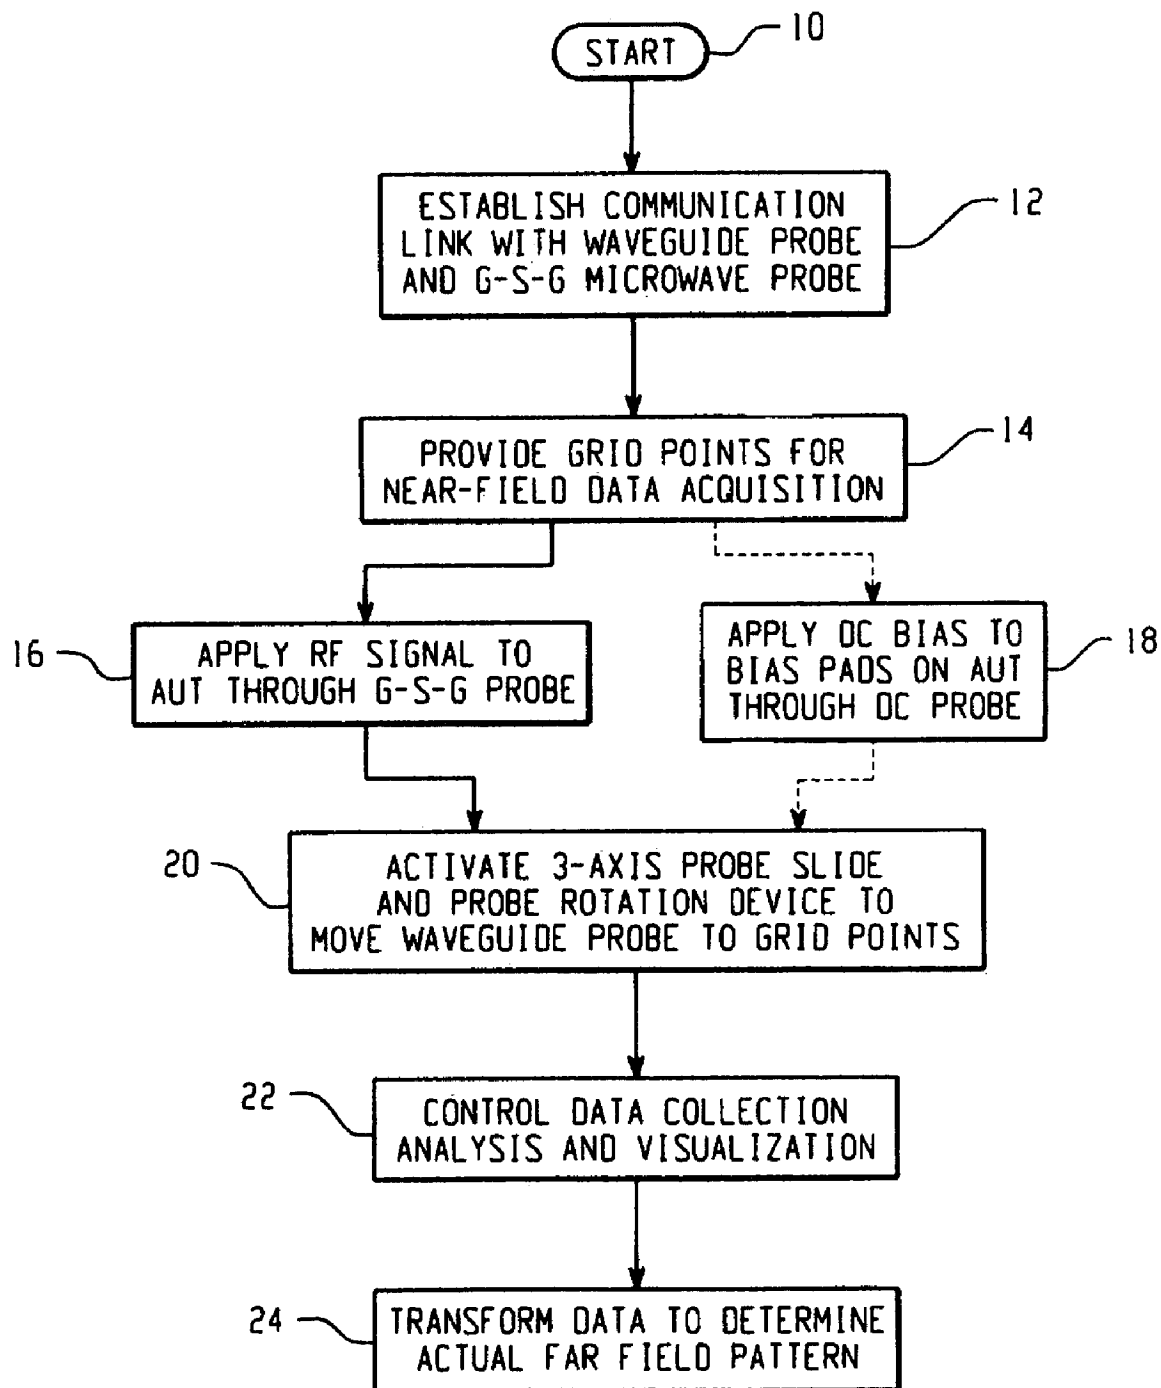 START
10
ESTABLISH COMMUNICATION
LINK WITH WAVEGUIDE PROBE
AND G-S-G MICROWAVE PROBE
12
PROVIDE GRID POINTS FOR
NEAR-FIELD DATA ACQUISITION
14
16
APPLY RF SIGNAL TO
AUT THROUGH G-S-G PROBE
APPLY DC BIAS TO
BIAS PADS ON AUT
THROUGH DC PROBE
18
20
ACTIVATE 3-AXIS PROBE SLIDE
AND PROBE ROTATION DEVICE TO
MOVE WAVEGUIDE PROBE TO GRID POINTS
22
CONTROL DATA COLLECTION
ANALYSIS AND VISUALIZATION
24
TRANSFORM DATA TO DETERMINE
ACTUAL FAR FIELD PATTERN